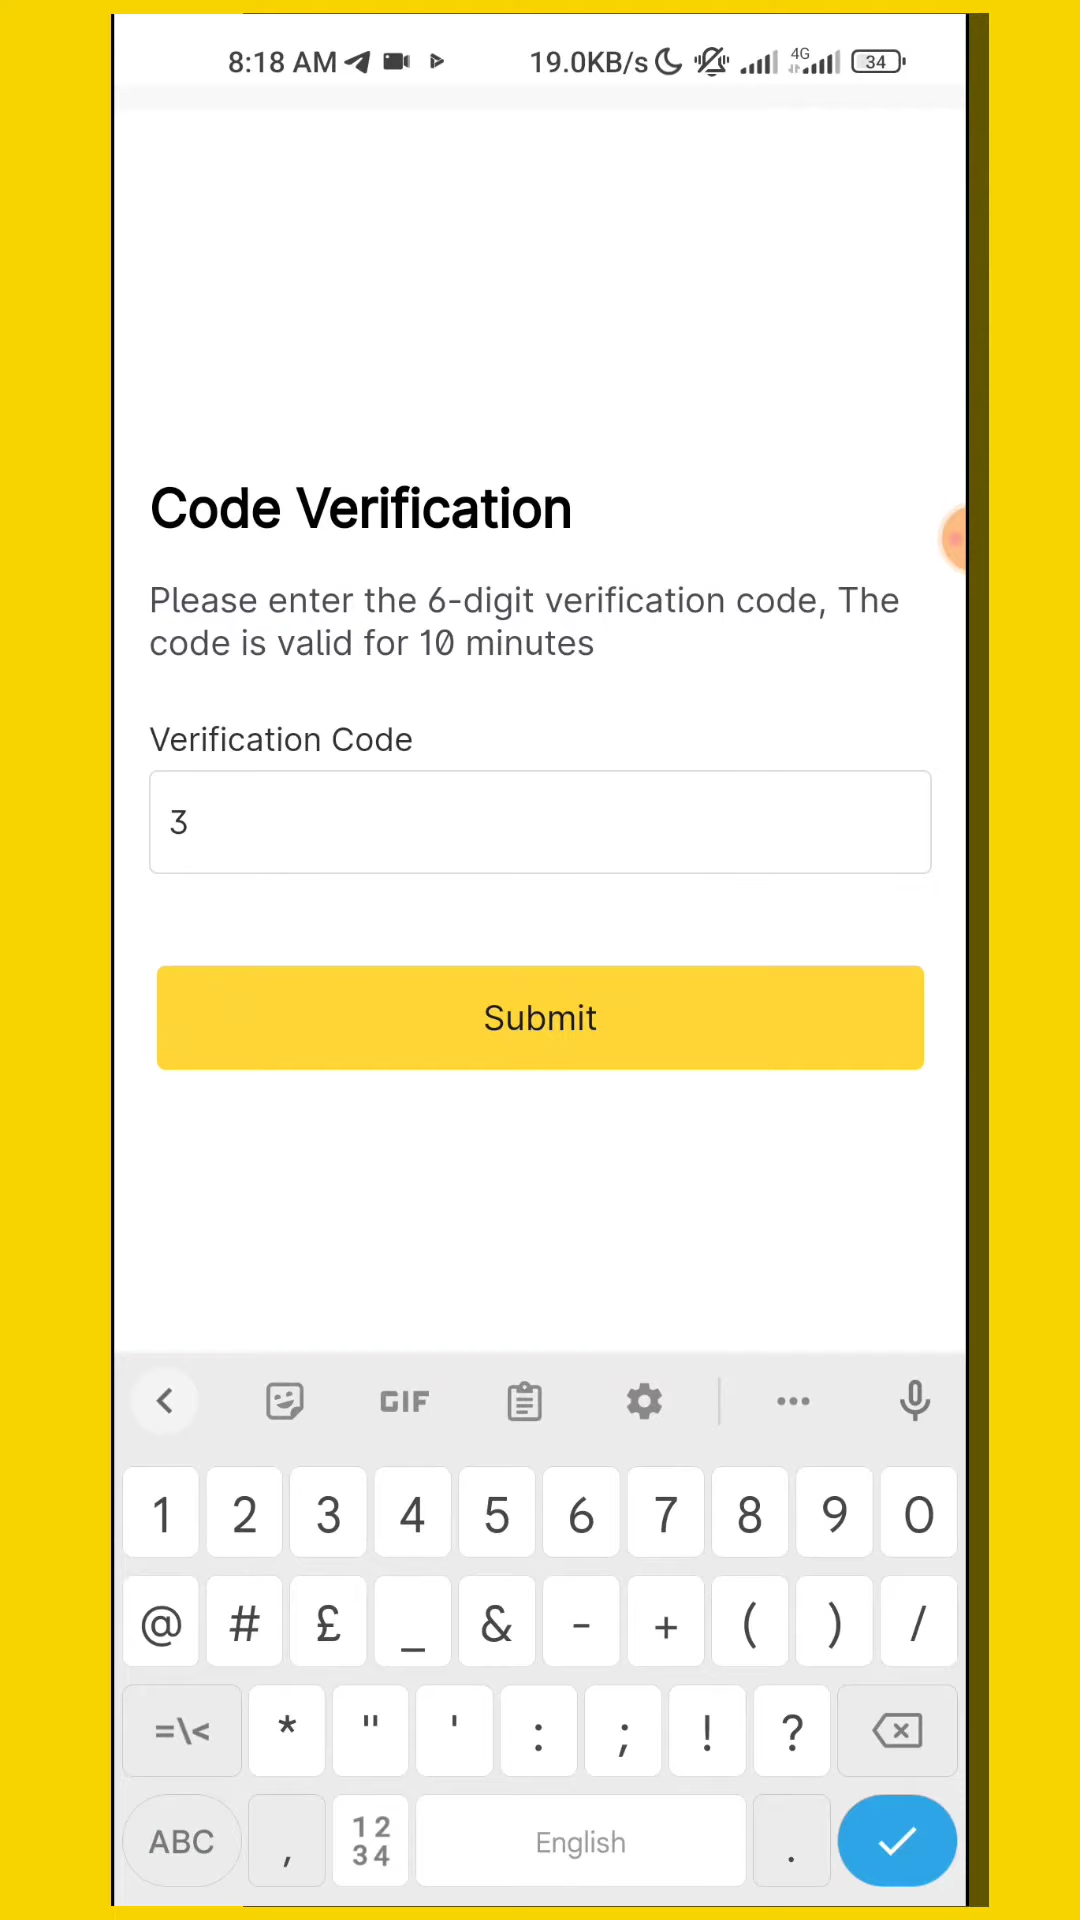 8:18 AM 19.0KB/s 4G 34
Code Verification
Please enter the 6-digit verification code, The
code is valid for 10 minutes
Verification Code
3
Submit
GIF
1 2 3 4 5 6 7 8 9 0
@ # £ _ & - + ( ) /
=\< * " ' : ; ! ?
ABC , 12 34 English .